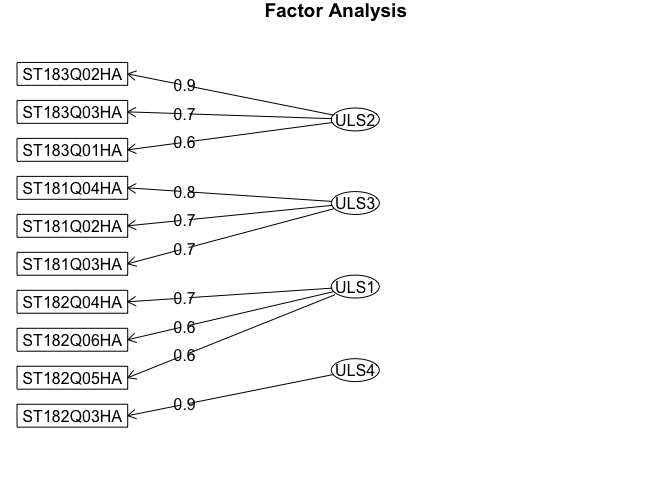 Factor Analysis
ST183Q02HA
0.9
ST183Q03HA
0.7
ULS2
ST183Q01HA
0.6
ST181Q04HA
0.8
ULS3
ST181Q02HA
0.7
ST181Q03HA
0.7
ST182Q04HA
0.7
ULS1
ST182Q06HA
0.6
ST182Q05HA
0.6
ULS4
ST182Q03HA
0.9